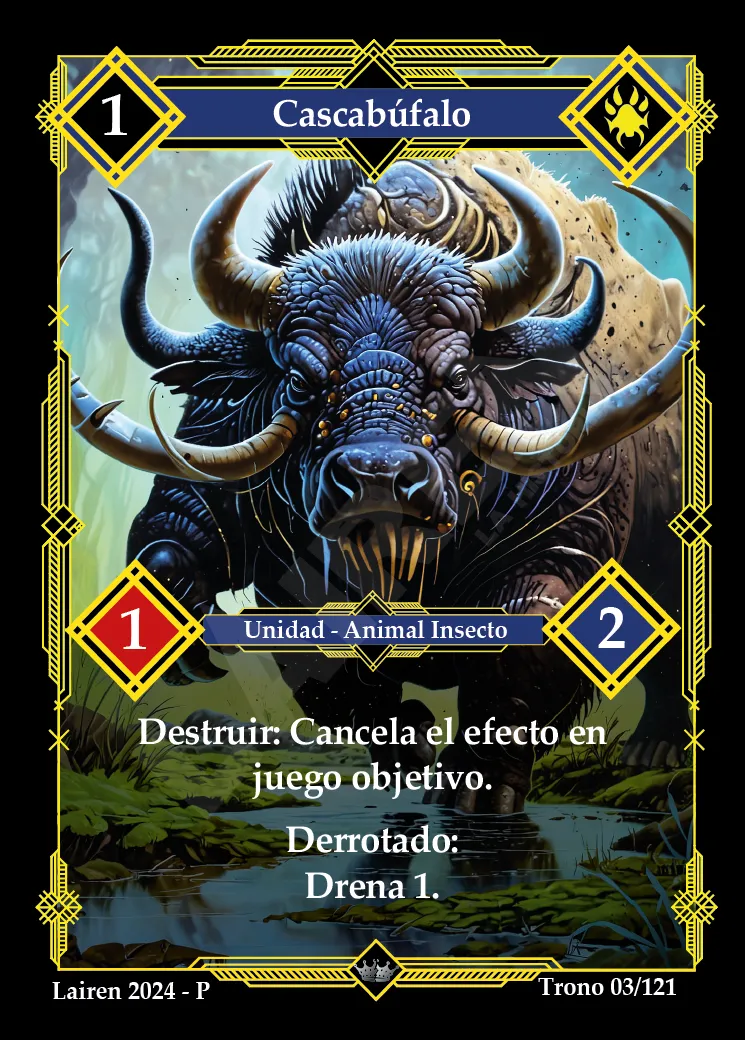 1
Cascabúfalo
1
Unidad - Animal Insecto
2
Destruir: Cancela el efecto en
juego objetivo.
Derrotado:
Drena 1.
Lairen 2024 - P
Trono 03/121